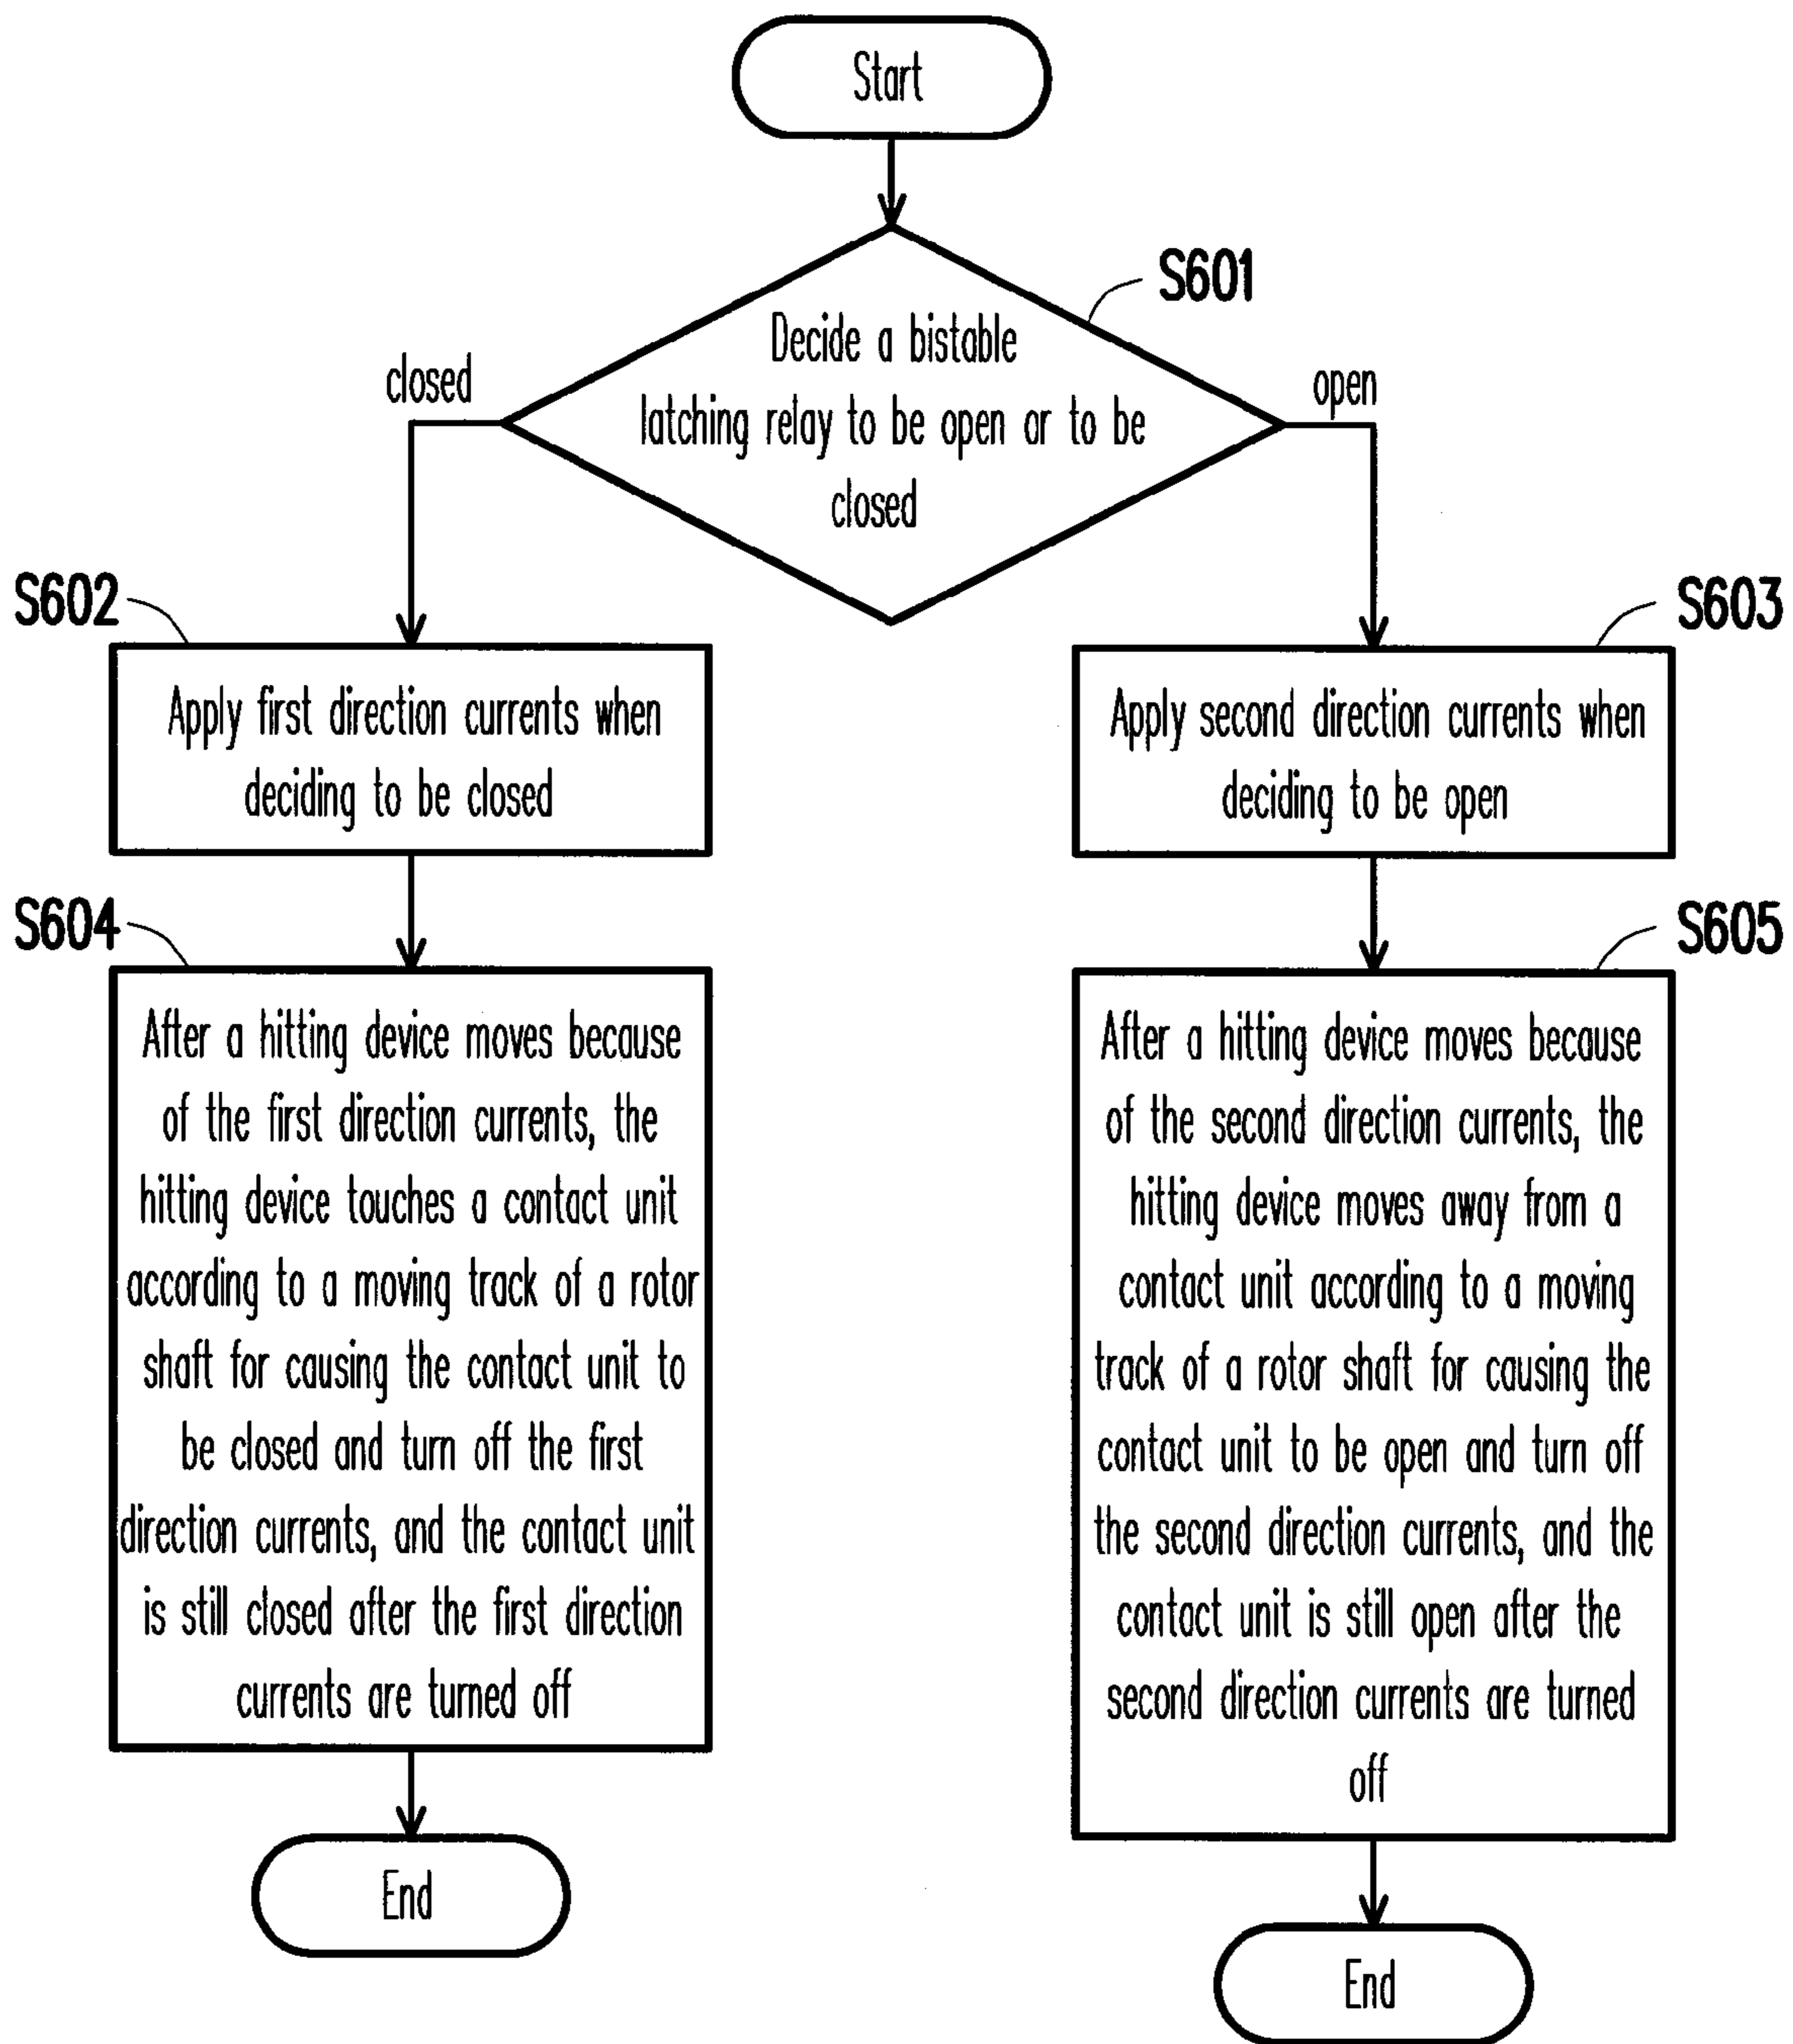 Start
S601
Decide a bistable
latching relay to be open or to be
closed
closed
open
S602
Apply first direction currents when
deciding to be closed
S603
Apply second direction currents when
deciding to be open
S604
After a hitting device moves because
of the first direction currents, the
hitting device touches a contact unit
according to a moving track of a rotor
shaft for causing the contact unit to
be closed and turn off the first
direction currents, and the contact unit
is still closed after the first direction
currents are turned off
S605
After a hitting device moves because
of the second direction currents, the
hitting device moves away from a
contact unit according to a moving
track of a rotor shaft for causing the
contact unit to be open and turn off
the second direction currents, and the
contact unit is still open after the
second direction currents are turned
off
End
End